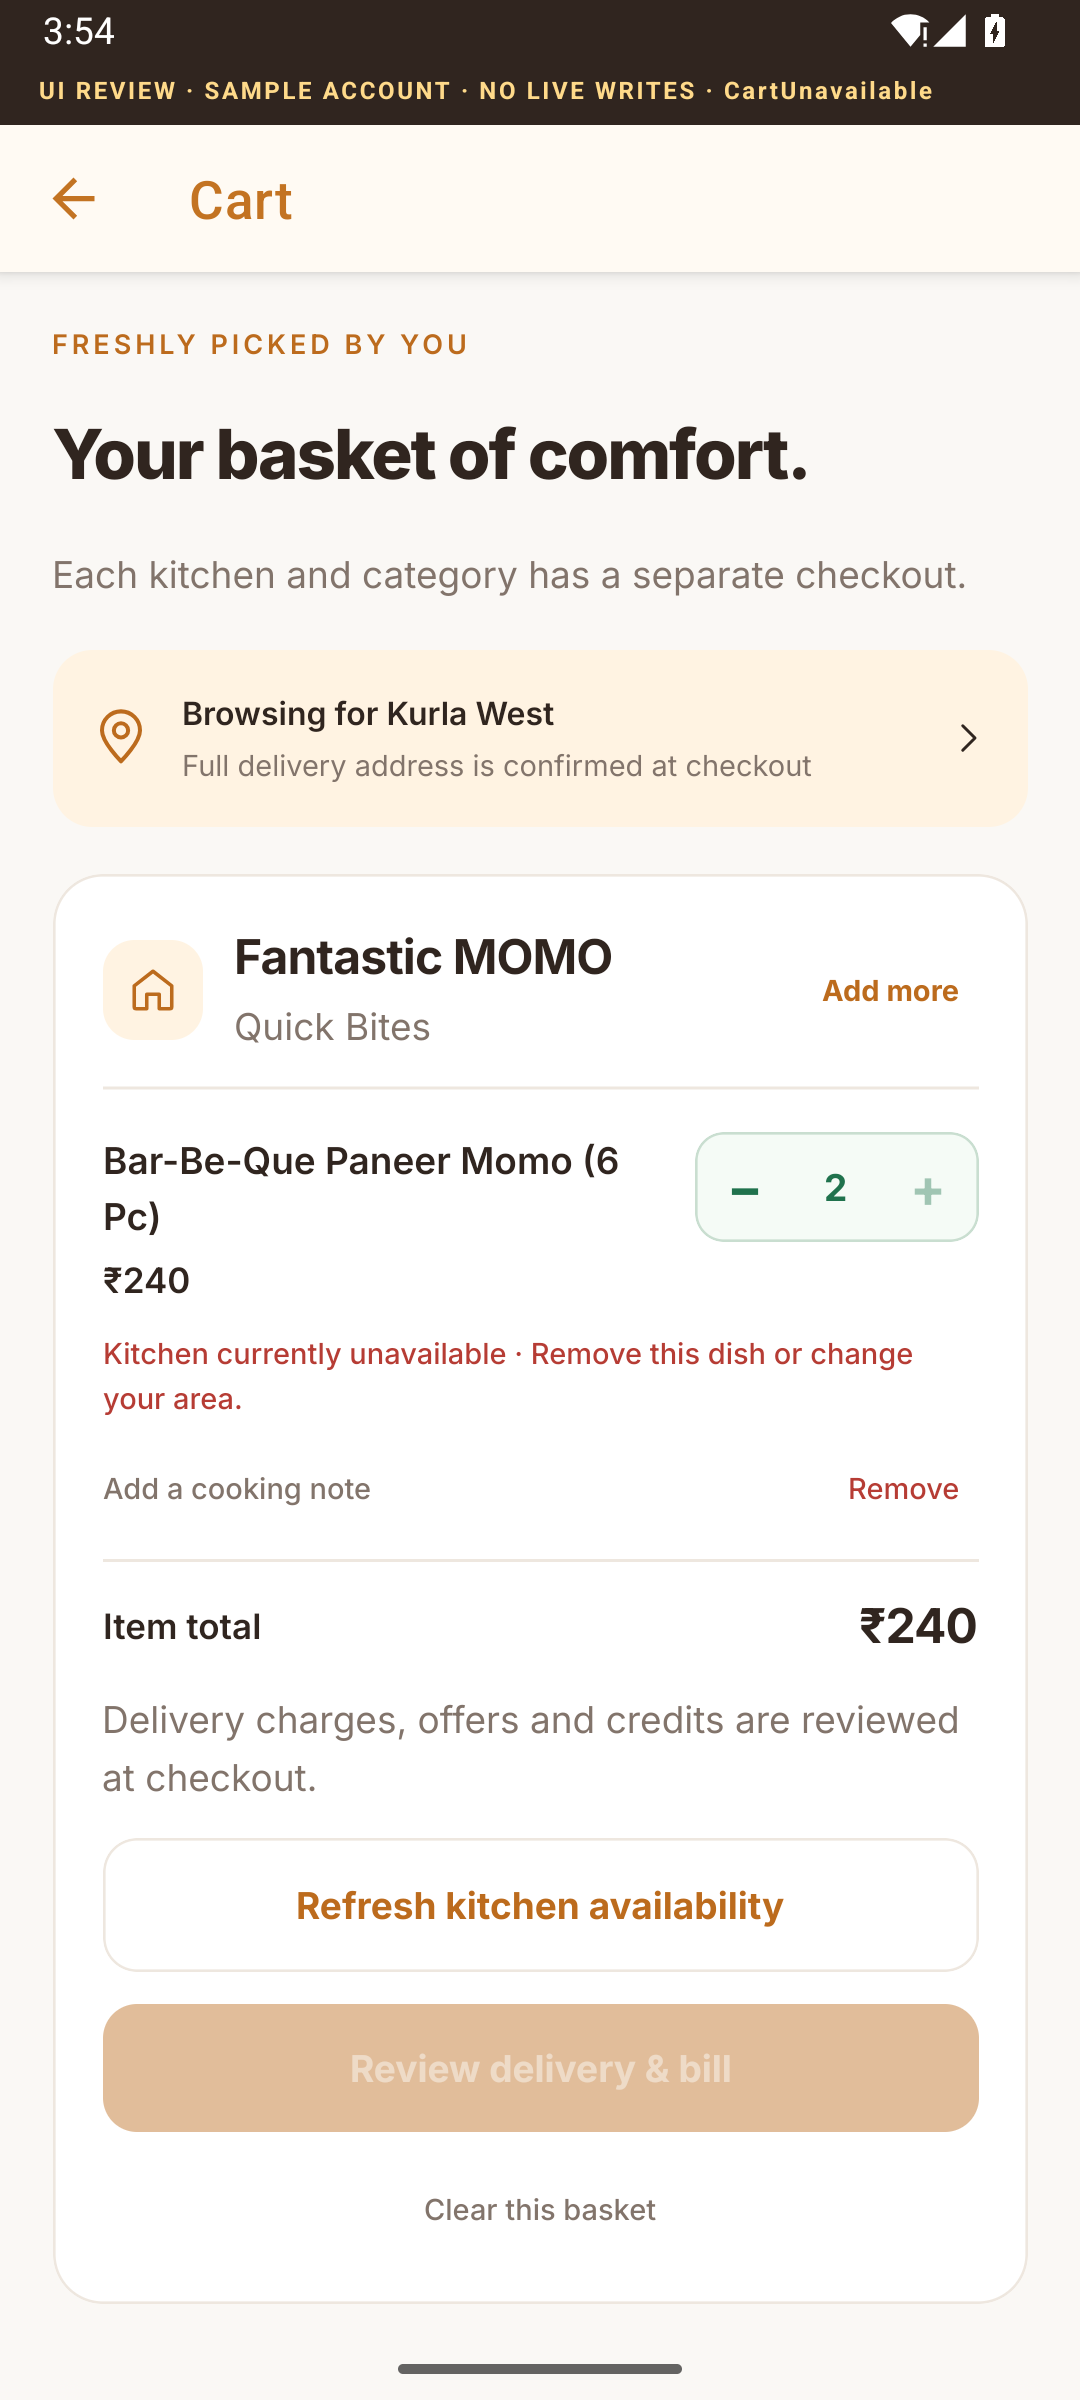 3:54
UI REVIEW · SAMPLE ACCOUNT · NO LIVE WRITES · CartUnavailable
Cart
FRESHLY PICKED BY YOU
Your basket of comfort.
Each kitchen and category has a separate checkout.
Browsing for Kurla West
Full delivery address is confirmed at checkout
Fantastic MOMO
Quick Bites
Add more
Bar-Be-Que Paneer Momo (6
Pc)
− 2 +
₹240
Kitchen currently unavailable · Remove this dish or change
your area.
Add a cooking note
Remove
Item total
₹240
Delivery charges, offers and credits are reviewed
at checkout.
Refresh kitchen availability
Review delivery & bill
Clear this basket